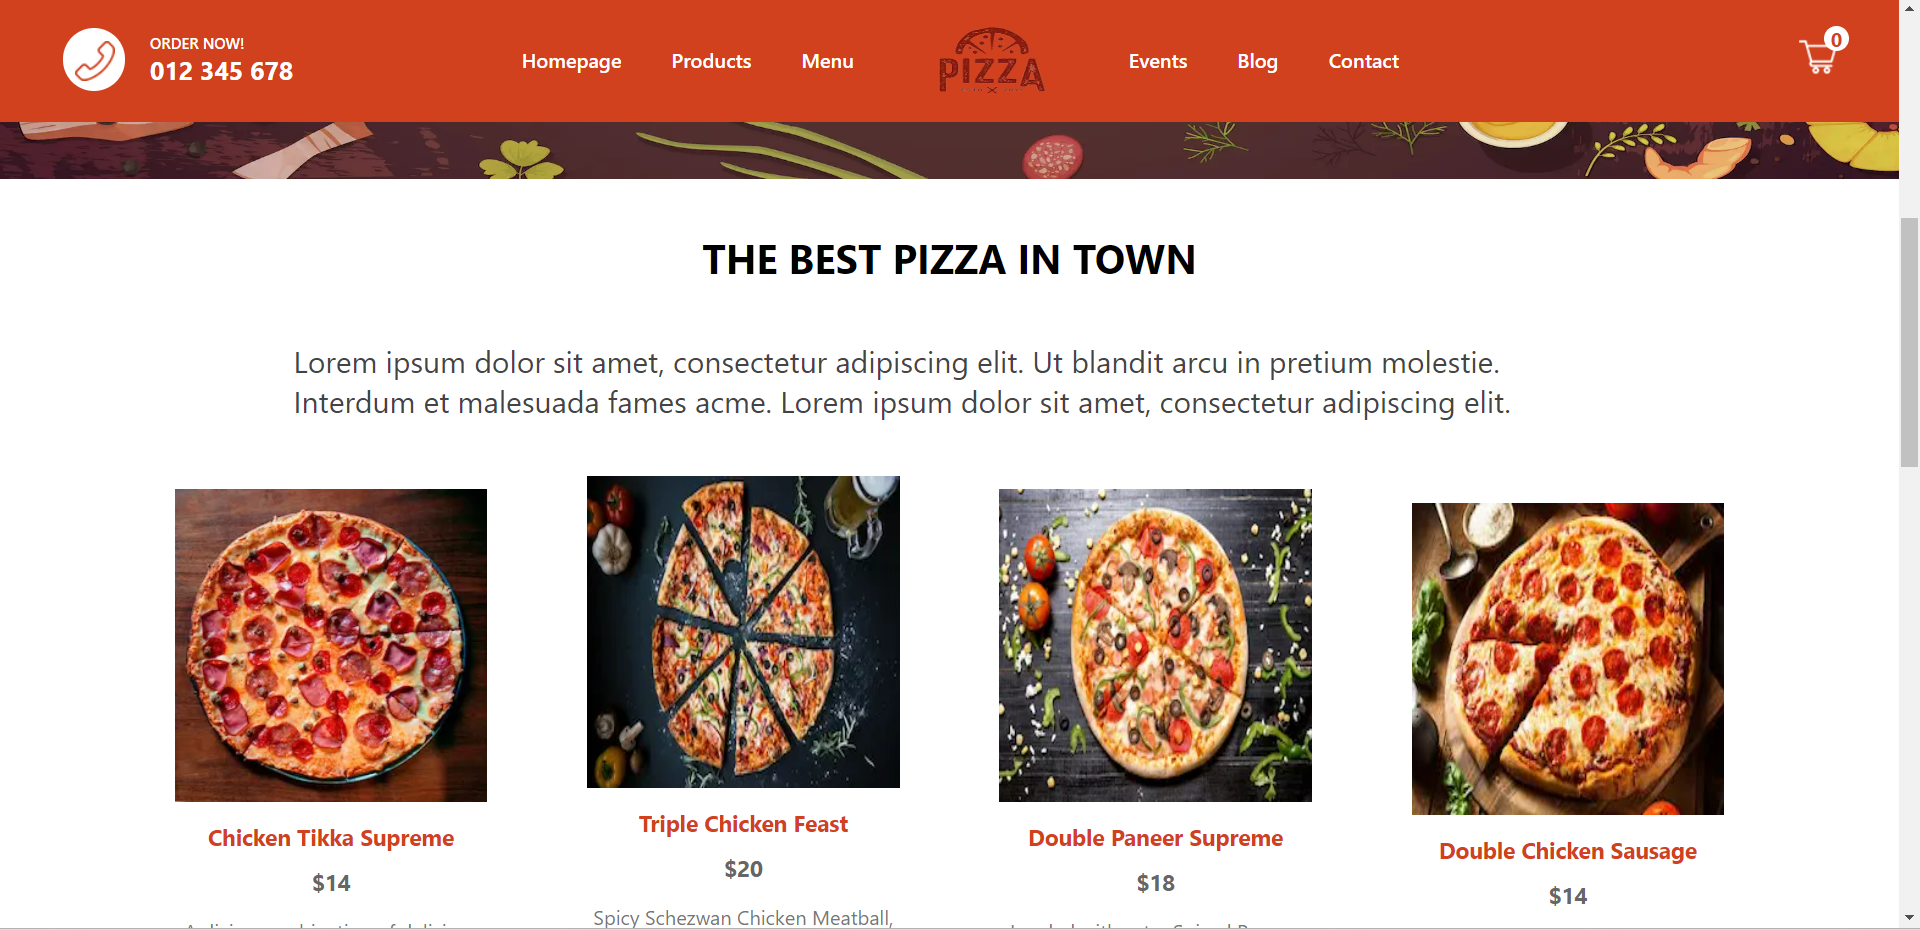 ORDER NOW!
012 345 678
Homepage
Products
Menu
PIZZA
Events
Blog
Contact
0
THE BEST PIZZA IN TOWN
Lorem ipsum dolor sit amet, consectetur adipiscing elit. Ut blandit arcu in pretium molestie.
Interdum et malesuada fames acme. Lorem ipsum dolor sit amet, consectetur adipiscing elit.
Chicken Tikka Supreme
$14
Triple Chicken Feast
$20
Spicy Schezwan Chicken Meatball,
Double Paneer Supreme
$18
Double Chicken Sausage
$14